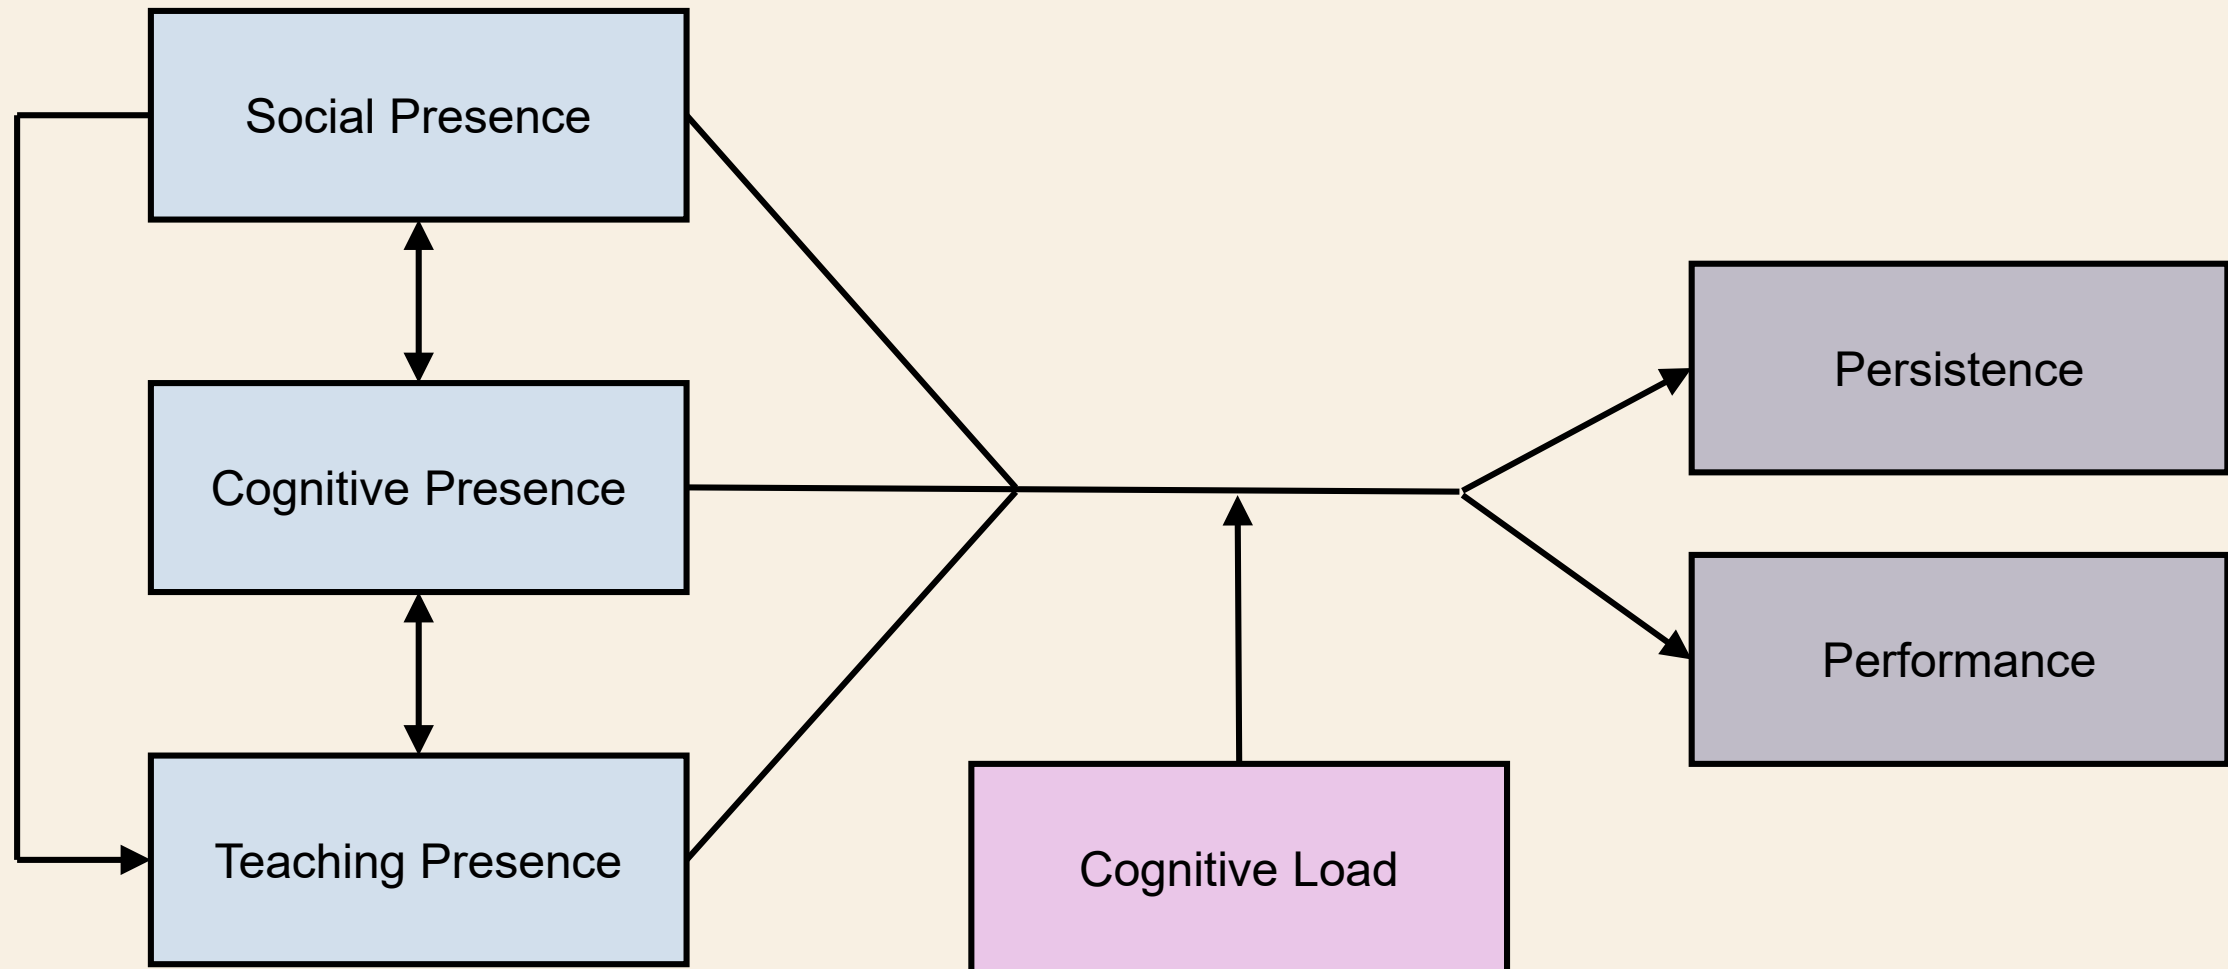 Social Presence
Cognitive Presence
Teaching Presence
Cognitive Load
Persistence
Performance